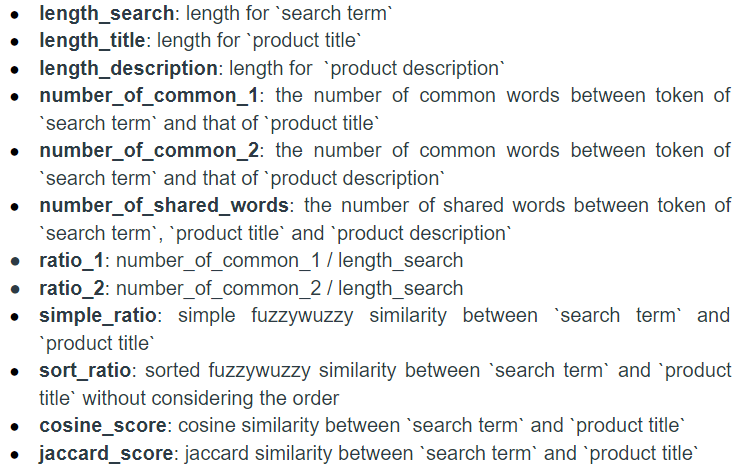 ● length_search: length for `search term`
● length_title: length for `product title`
● length_description: length for `product description`
● number_of_common_1: the number of common words between token of
`search term` and that of `product title`
● number_of_common_2: the number of common words between token of
`search term` and that of `product description`
● number_of_shared_words: the number of shared words between token of
`search term`, `product title` and `product description`
● ratio_1: number_of_common_1 / length_search
● ratio_2: number_of_common_2 / length_search
● simple_ratio: simple fuzzywuzzy similarity between `search term` and
`product title`
● sort_ratio: sorted fuzzywuzzy similarity between `search term` and `product
title` without considering the order
● cosine_score: cosine similarity between `search term` and `product title`
● jaccard_score: jaccard similarity between `search term` and `product title`